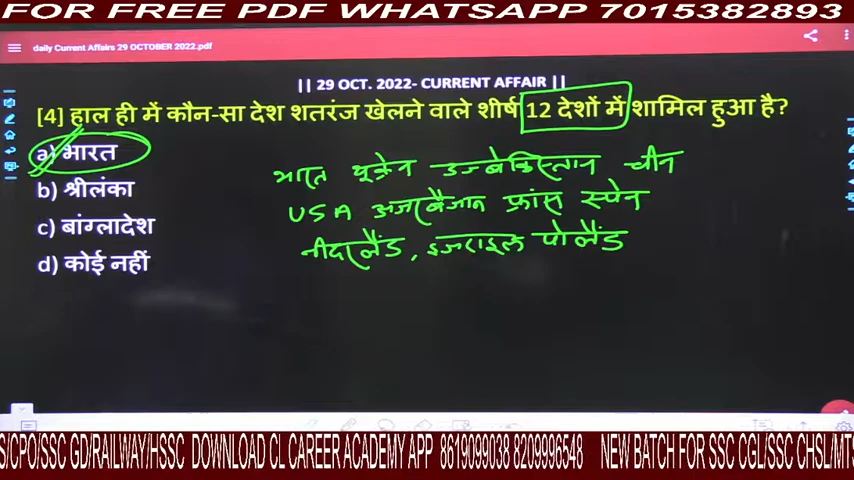 FOR FREE PDF WHATSAPP 7015382893
daily Current Affairs 29 OCTOBER 2022.pdf
|| 29 OCT. 2022- CURRENT AFFAIR ||
[4] हाल ही में कौन-सा देश शतरंज खेलने वाले शीर्ष 12 देशों में शामिल हुआ है?
a) भारत
b) श्रीलंका
c) बांग्लादेश
d) कोई नहीं
भारत यूक्रेन उज्बेकिस्तान चीन
USA अजरबैजान फ्रांस स्पेन
नीदरलैंड, इजराइल पोलैंड
S/CPO/SSC GD/RAILWAY/HSSC DOWNLOAD CL CAREER ACADEMY APP 8619099038 8209996548 NEW BATCH FOR SSC CGL/SSC CHSL/MTS